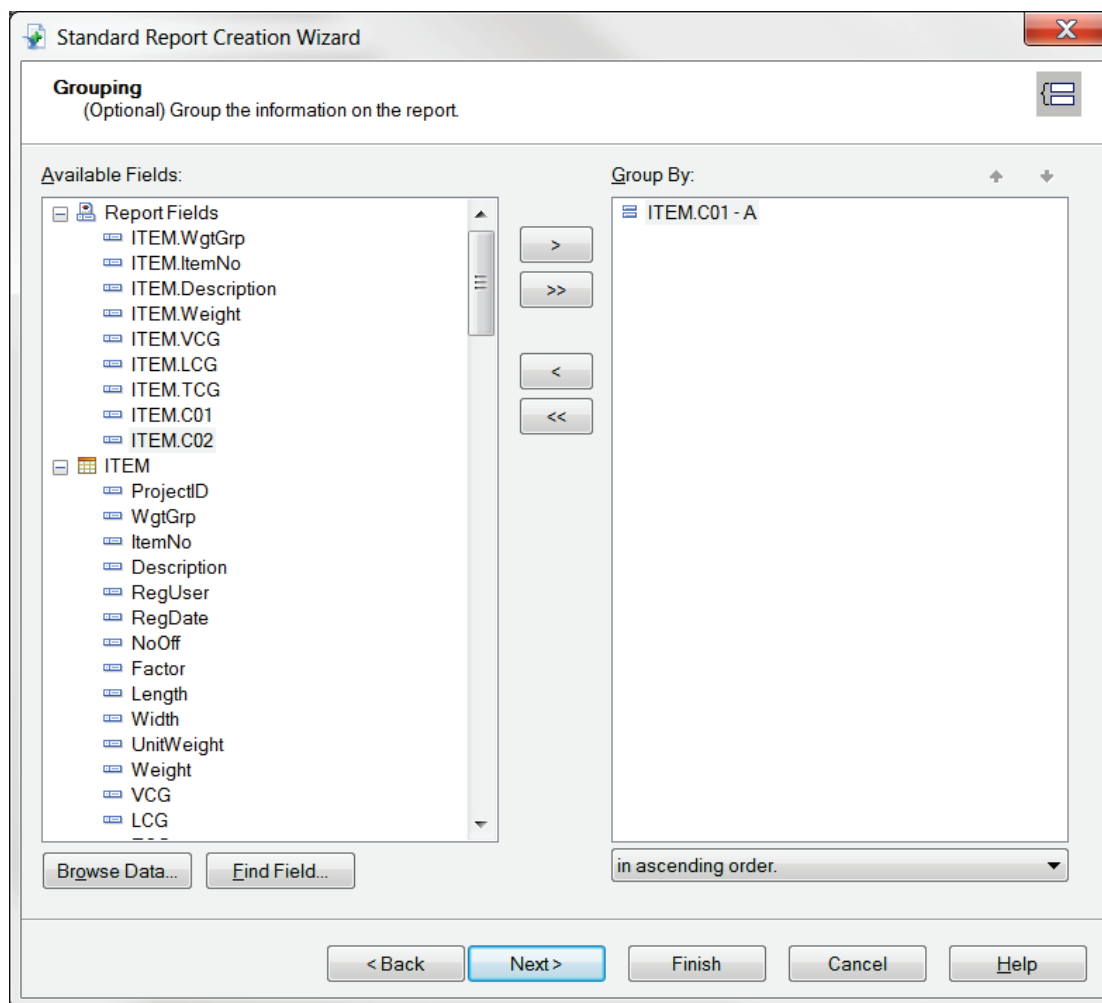 Standard Report Creation Wizard
X
Grouping
(Optional) Group the information on the report.
Available Fields:
Report Fields
ITEM.WgtGrp
ITEM.ItemNo
ITEM.Description
ITEM.Weight
ITEM.VCG
ITEM.LCG
ITEM.TCG
ITEM.C01
ITEM.C02
ITEM
ProjectID
WgtGrp
ItemNo
Description
RegUser
RegDate
NoOff
Factor
Length
Width
UnitWeight
Weight
VCG
LCG
Browse Data...
Find Field...
>
>>
<
<<
Group By:
ITEM.C01 - A
in ascending order.
< Back
Next >
Finish
Cancel
Help